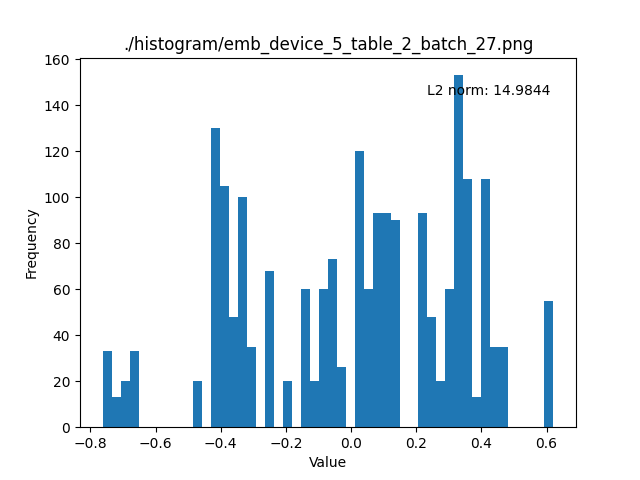 ./histogram/emb_device_5_table_2_batch_27.png
160
140
120
100
80
60
40
20
0
Frequency
L2 norm: 14.9844
−0.8 −0.6 −0.4 −0.2 0.0 0.2 0.4 0.6
Value